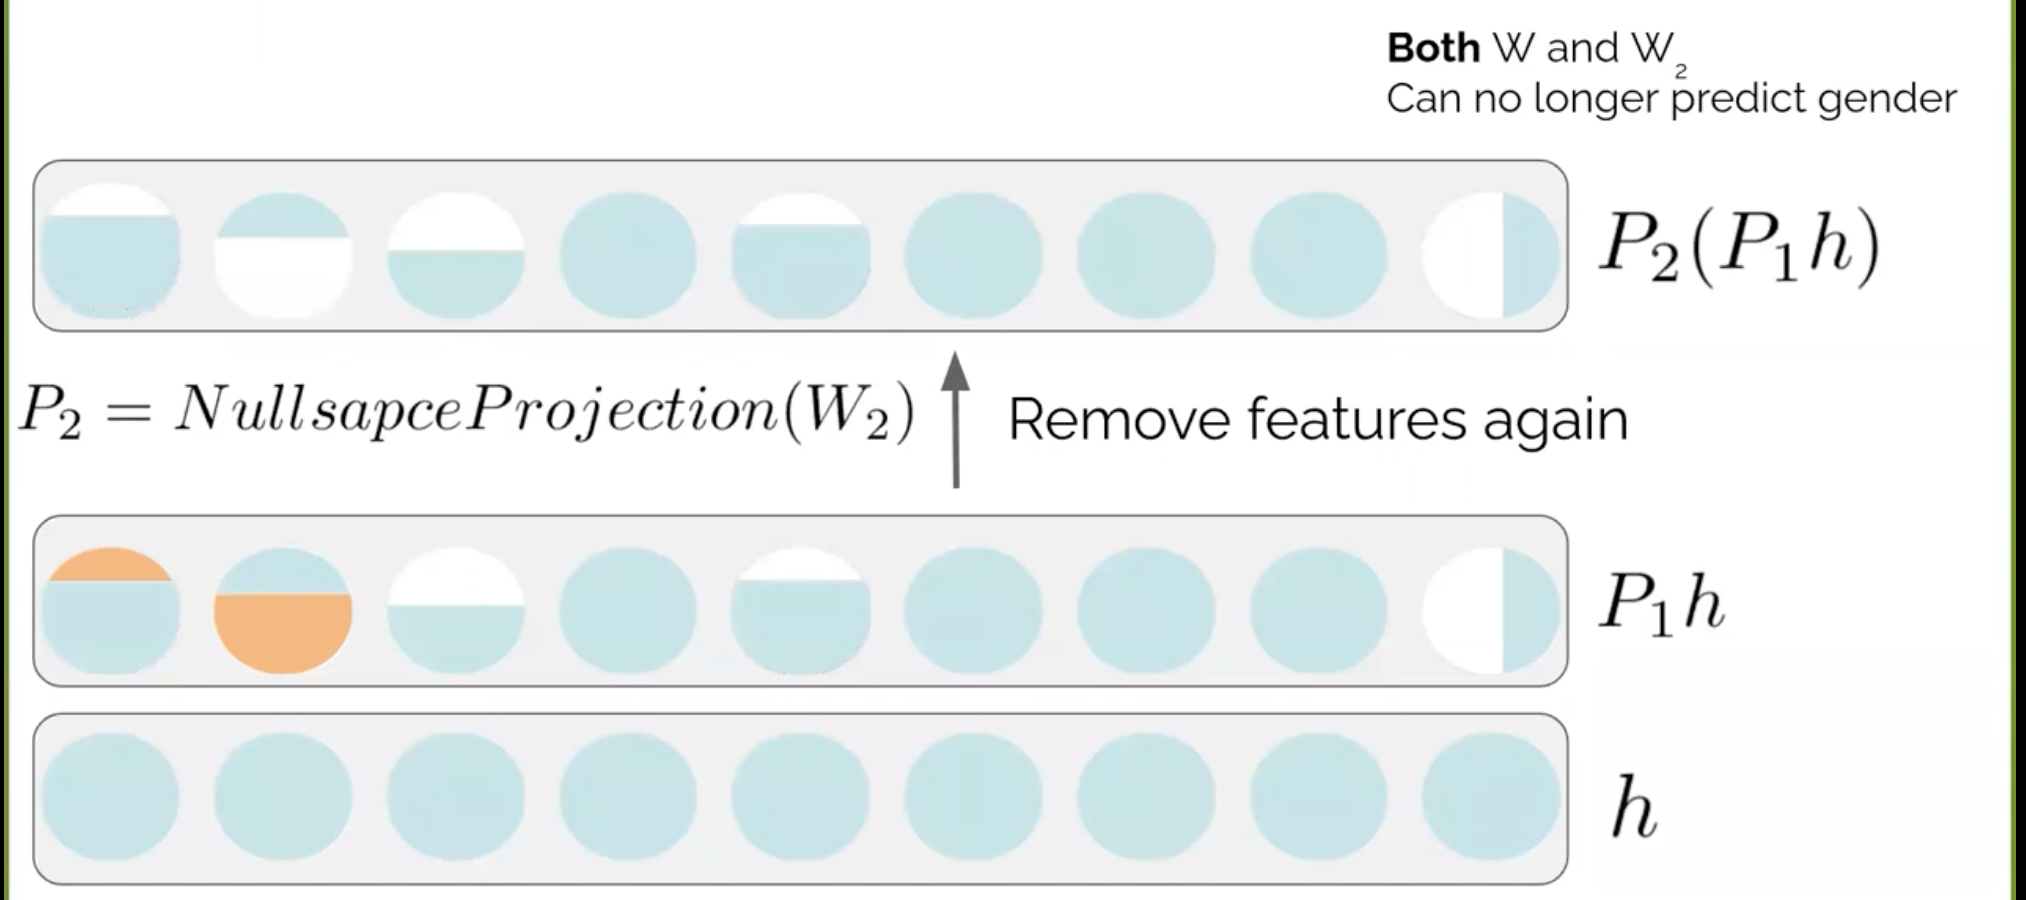 Both W and W₂
Can no longer predict gender
P₂(P₁h)
P₂ = NullsapceProjection(W₂)
Remove features again
P₁h
h